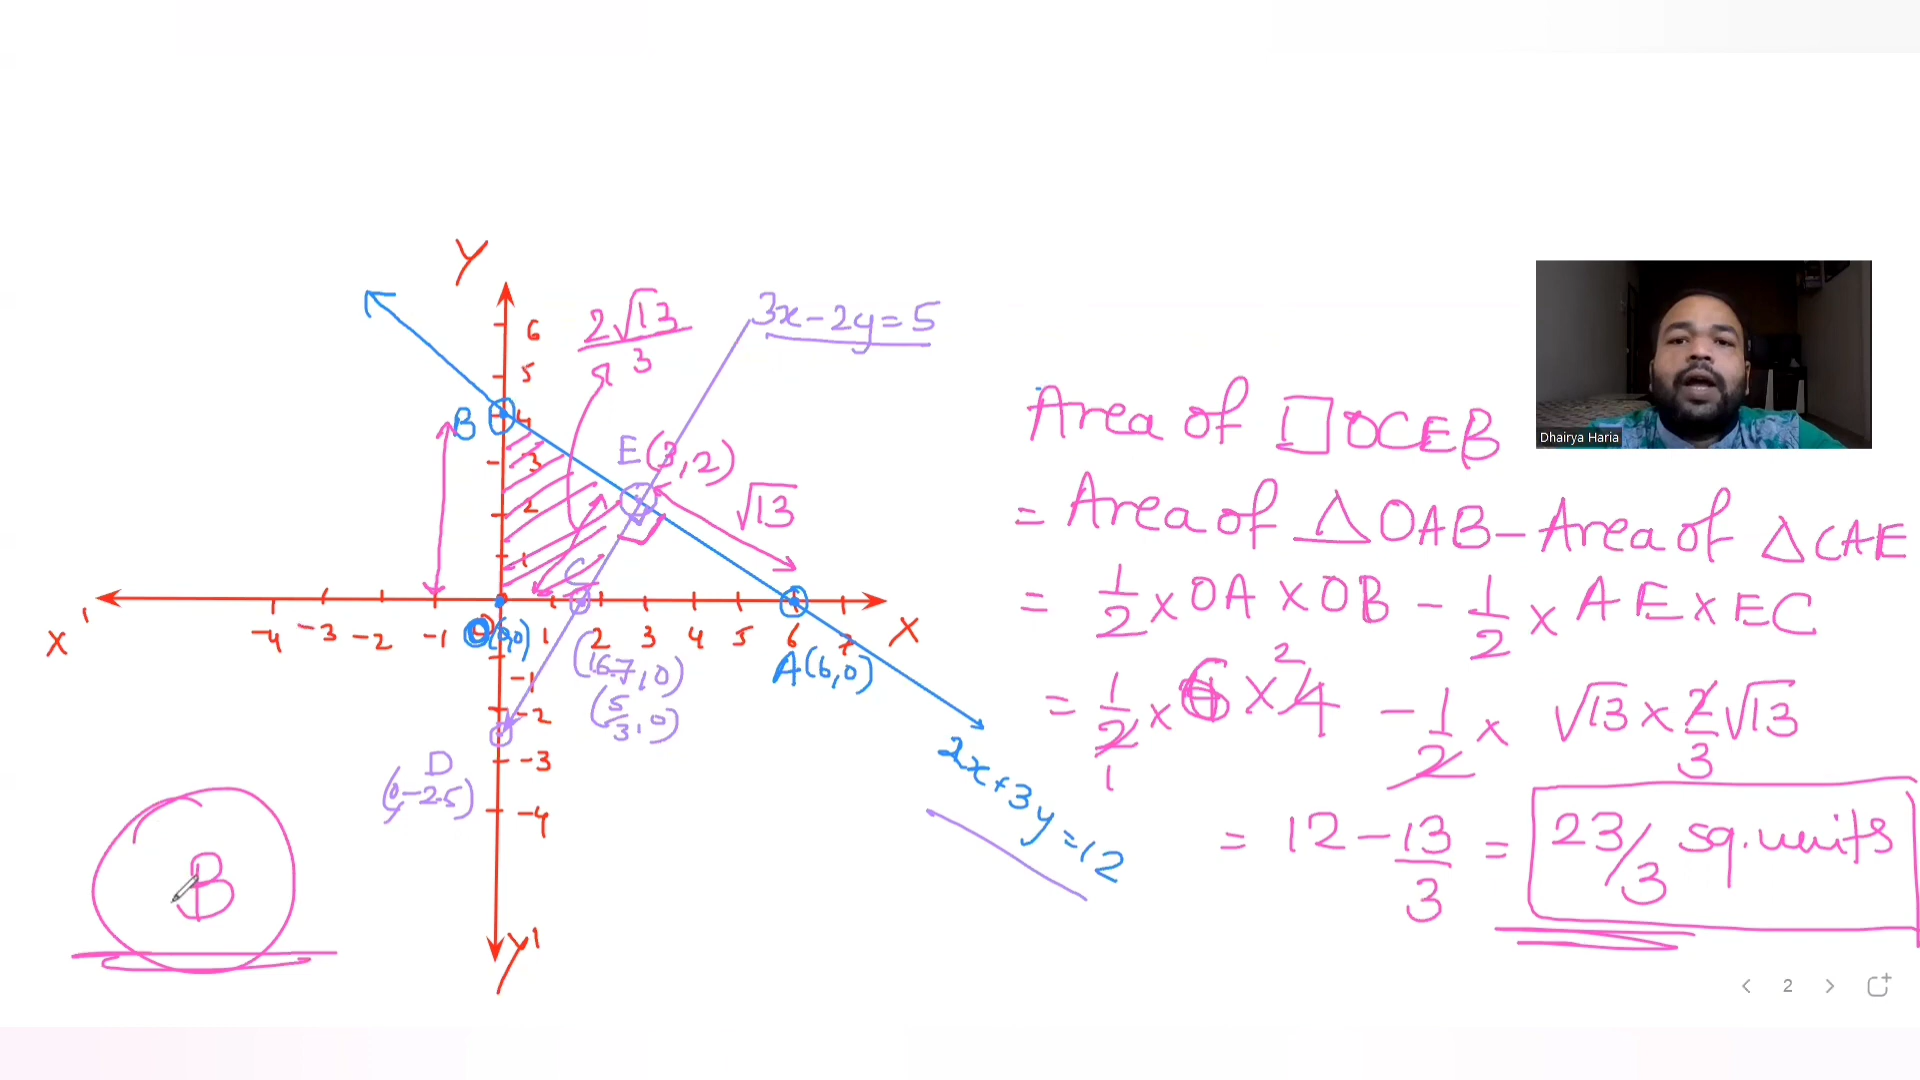 Y
6
5
4
3
2
1
B
2√13
3
3x-2y=5
E(3,2)
√13
C
X'
-4 -3 -2 -1 O(0,0) 1 2 3 4 5 6 7 X
A(6,0)
(1.67,0)
(5/3,0)
-1
-2
-3
-4
D
(0,-2.5)
Y'
2x+3y=12
B
Area of □OCEB
= Area of △OAB - Area of △CAE
= 1/2 × OA × OB - 1/2 × AE × EC
= 1/2 × 6 × 4 - 1/2 × √13 × 2/3 √13
2
1
= 12 - 13/3 = 23/3 sq. units
Dhairya Haria
2